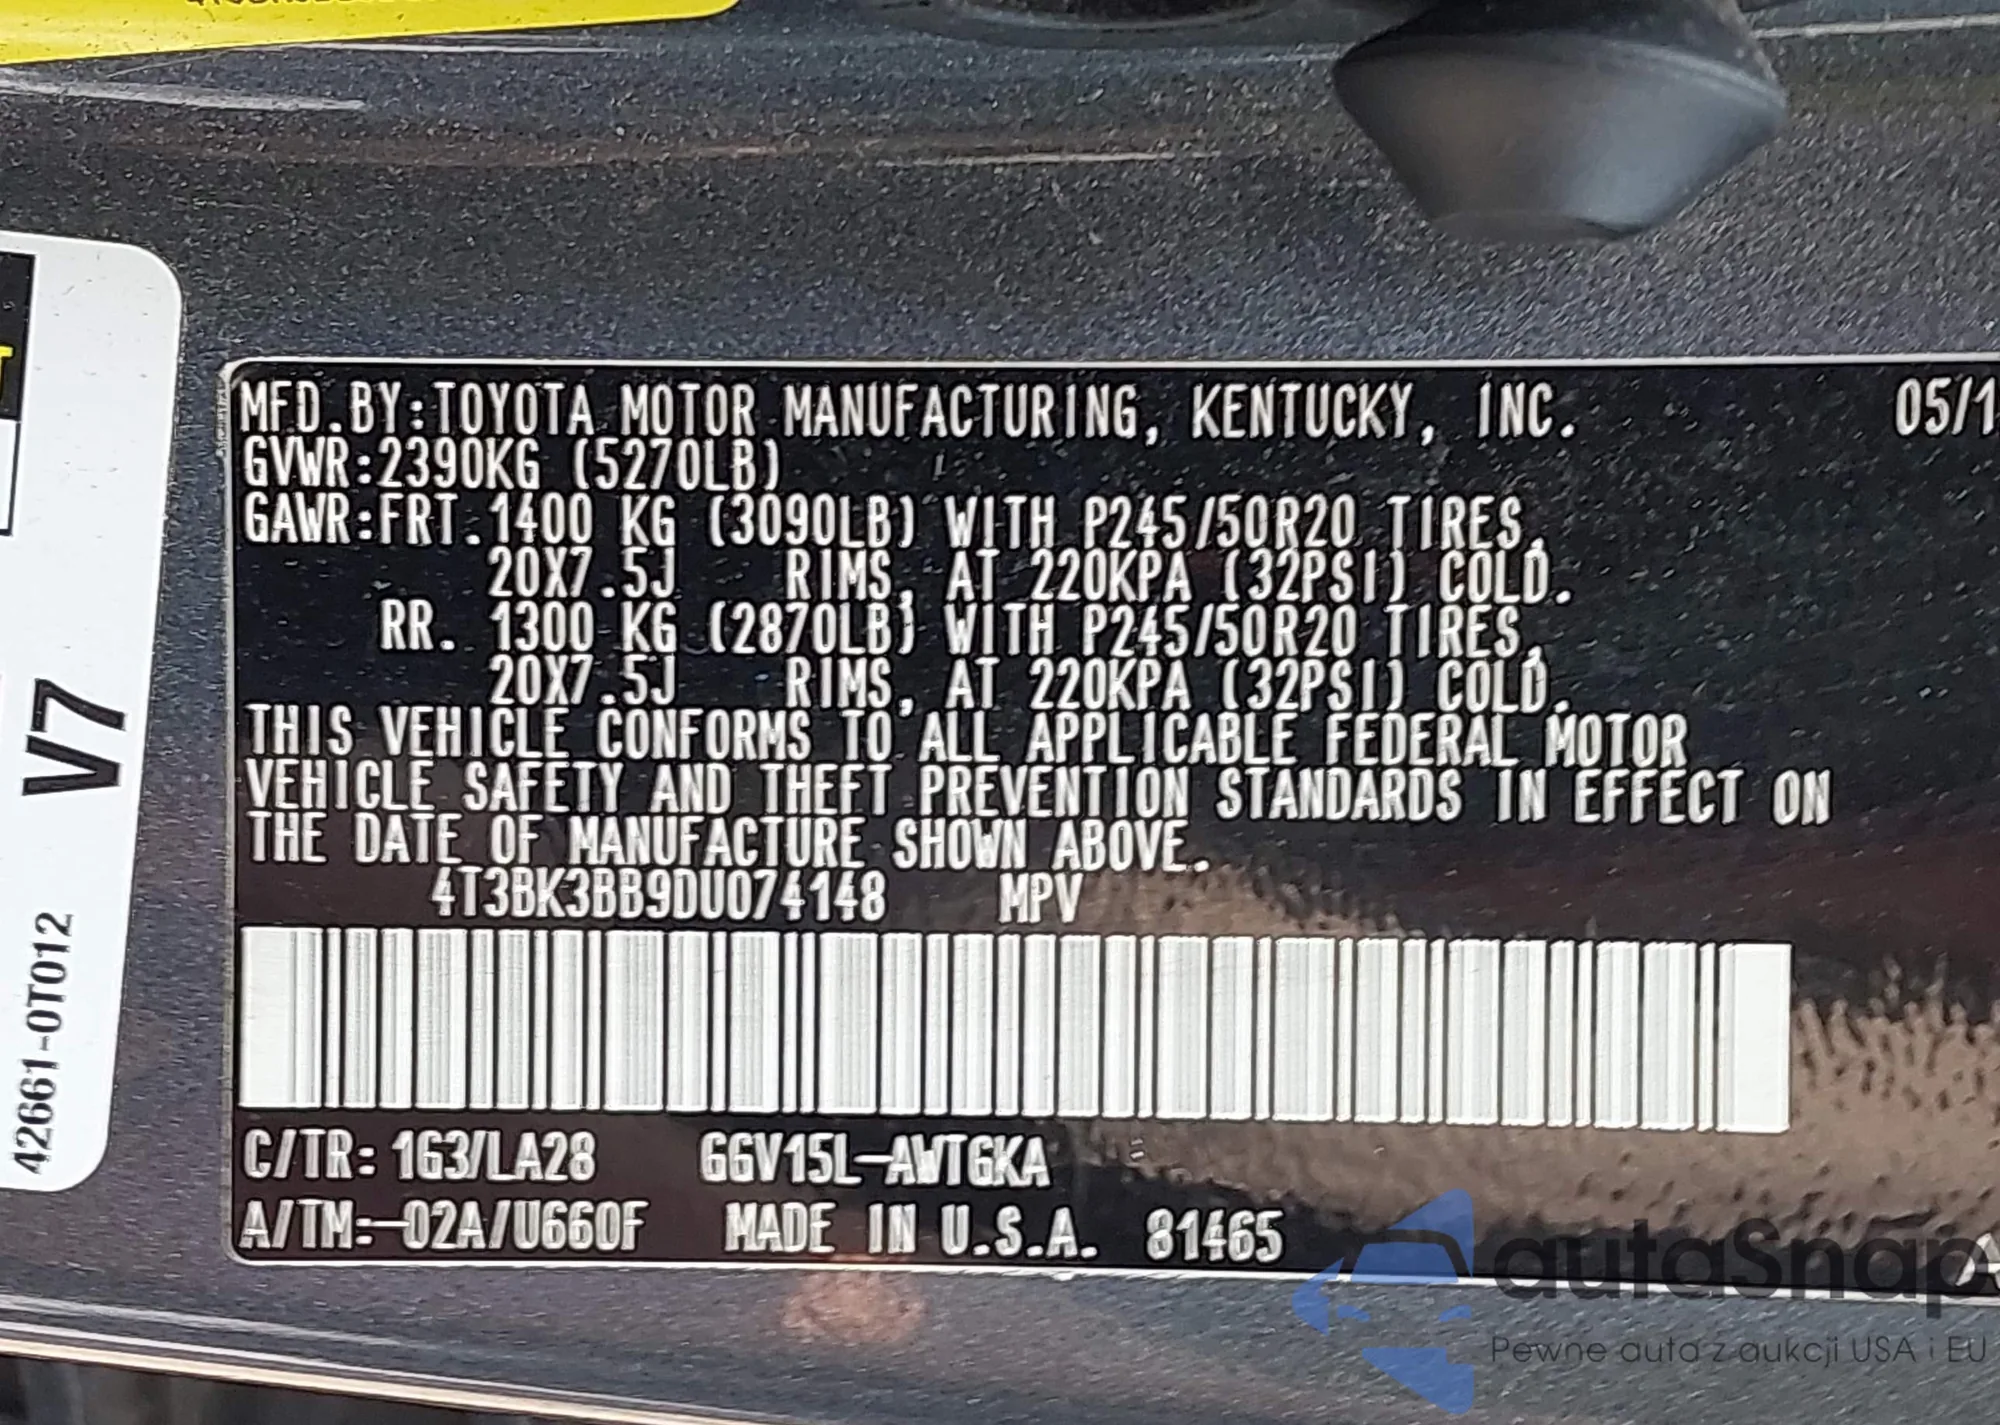 MFD.BY:TOYOTA MOTOR MANUFACTURING, KENTUCKY, INC. 05/1
GVWR:2390KG (5270LB)
GAWR:FRT. 1400 KG (3090LB) WITH P245/50R20 TIRES,
20X7.5J RIMS, AT 220KPA (32PSI) COLD.
RR. 1300 KG (2870LB) WITH P245/50R20 TIRES,
20X7.5J RIMS, AT 220KPA (32PSI) COLD.
THIS VEHICLE CONFORMS TO ALL APPLICABLE FEDERAL MOTOR
VEHICLE SAFETY AND THEFT PREVENTION STANDARDS IN EFFECT ON
THE DATE OF MANUFACTURE SHOWN ABOVE.
4T3BK3BB9DU074148 MPV
C/TR: 1G3/LA28 GGV15L-AWTGKA
A/TM:-02A/U660F MADE IN U.S.A. 81465
V7
42661-0T012
autaSnap
Pewne auta z aukcji USA i EU